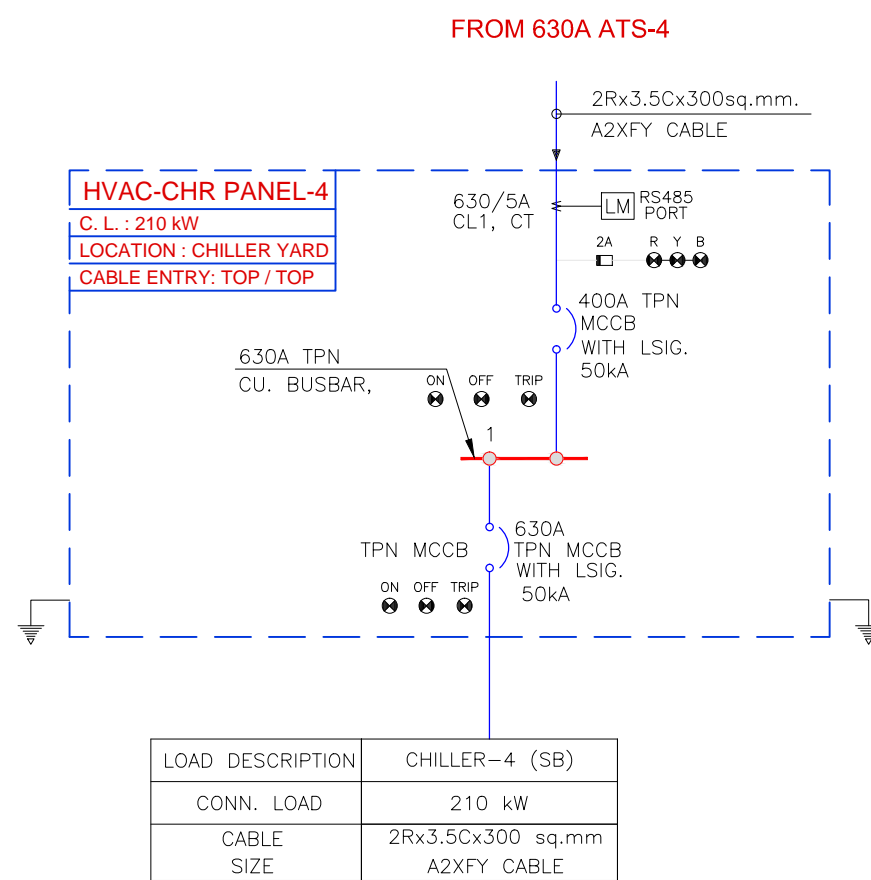 FROM 630A ATS-4
2Rx3.5Cx300sq.mm.
A2XFY CABLE
HVAC-CHR PANEL-4
C. L. : 210 kW
LOCATION : CHILLER YARD
CABLE ENTRY: TOP / TOP
630/5A
CL1, CT
LM
RS485
PORT
2A
R Y B
400A TPN
MCCB
WITH LSIG.
50kA
630A TPN
CU. BUSBAR,
ON OFF TRIP
1
TPN MCCB
630A
TPN MCCB
WITH LSIG.
50kA
ON OFF TRIP
LOAD DESCRIPTION CHILLER-4 (SB)
CONN. LOAD 210 kW
CABLE
SIZE
2Rx3.5Cx300 sq.mm
A2XFY CABLE